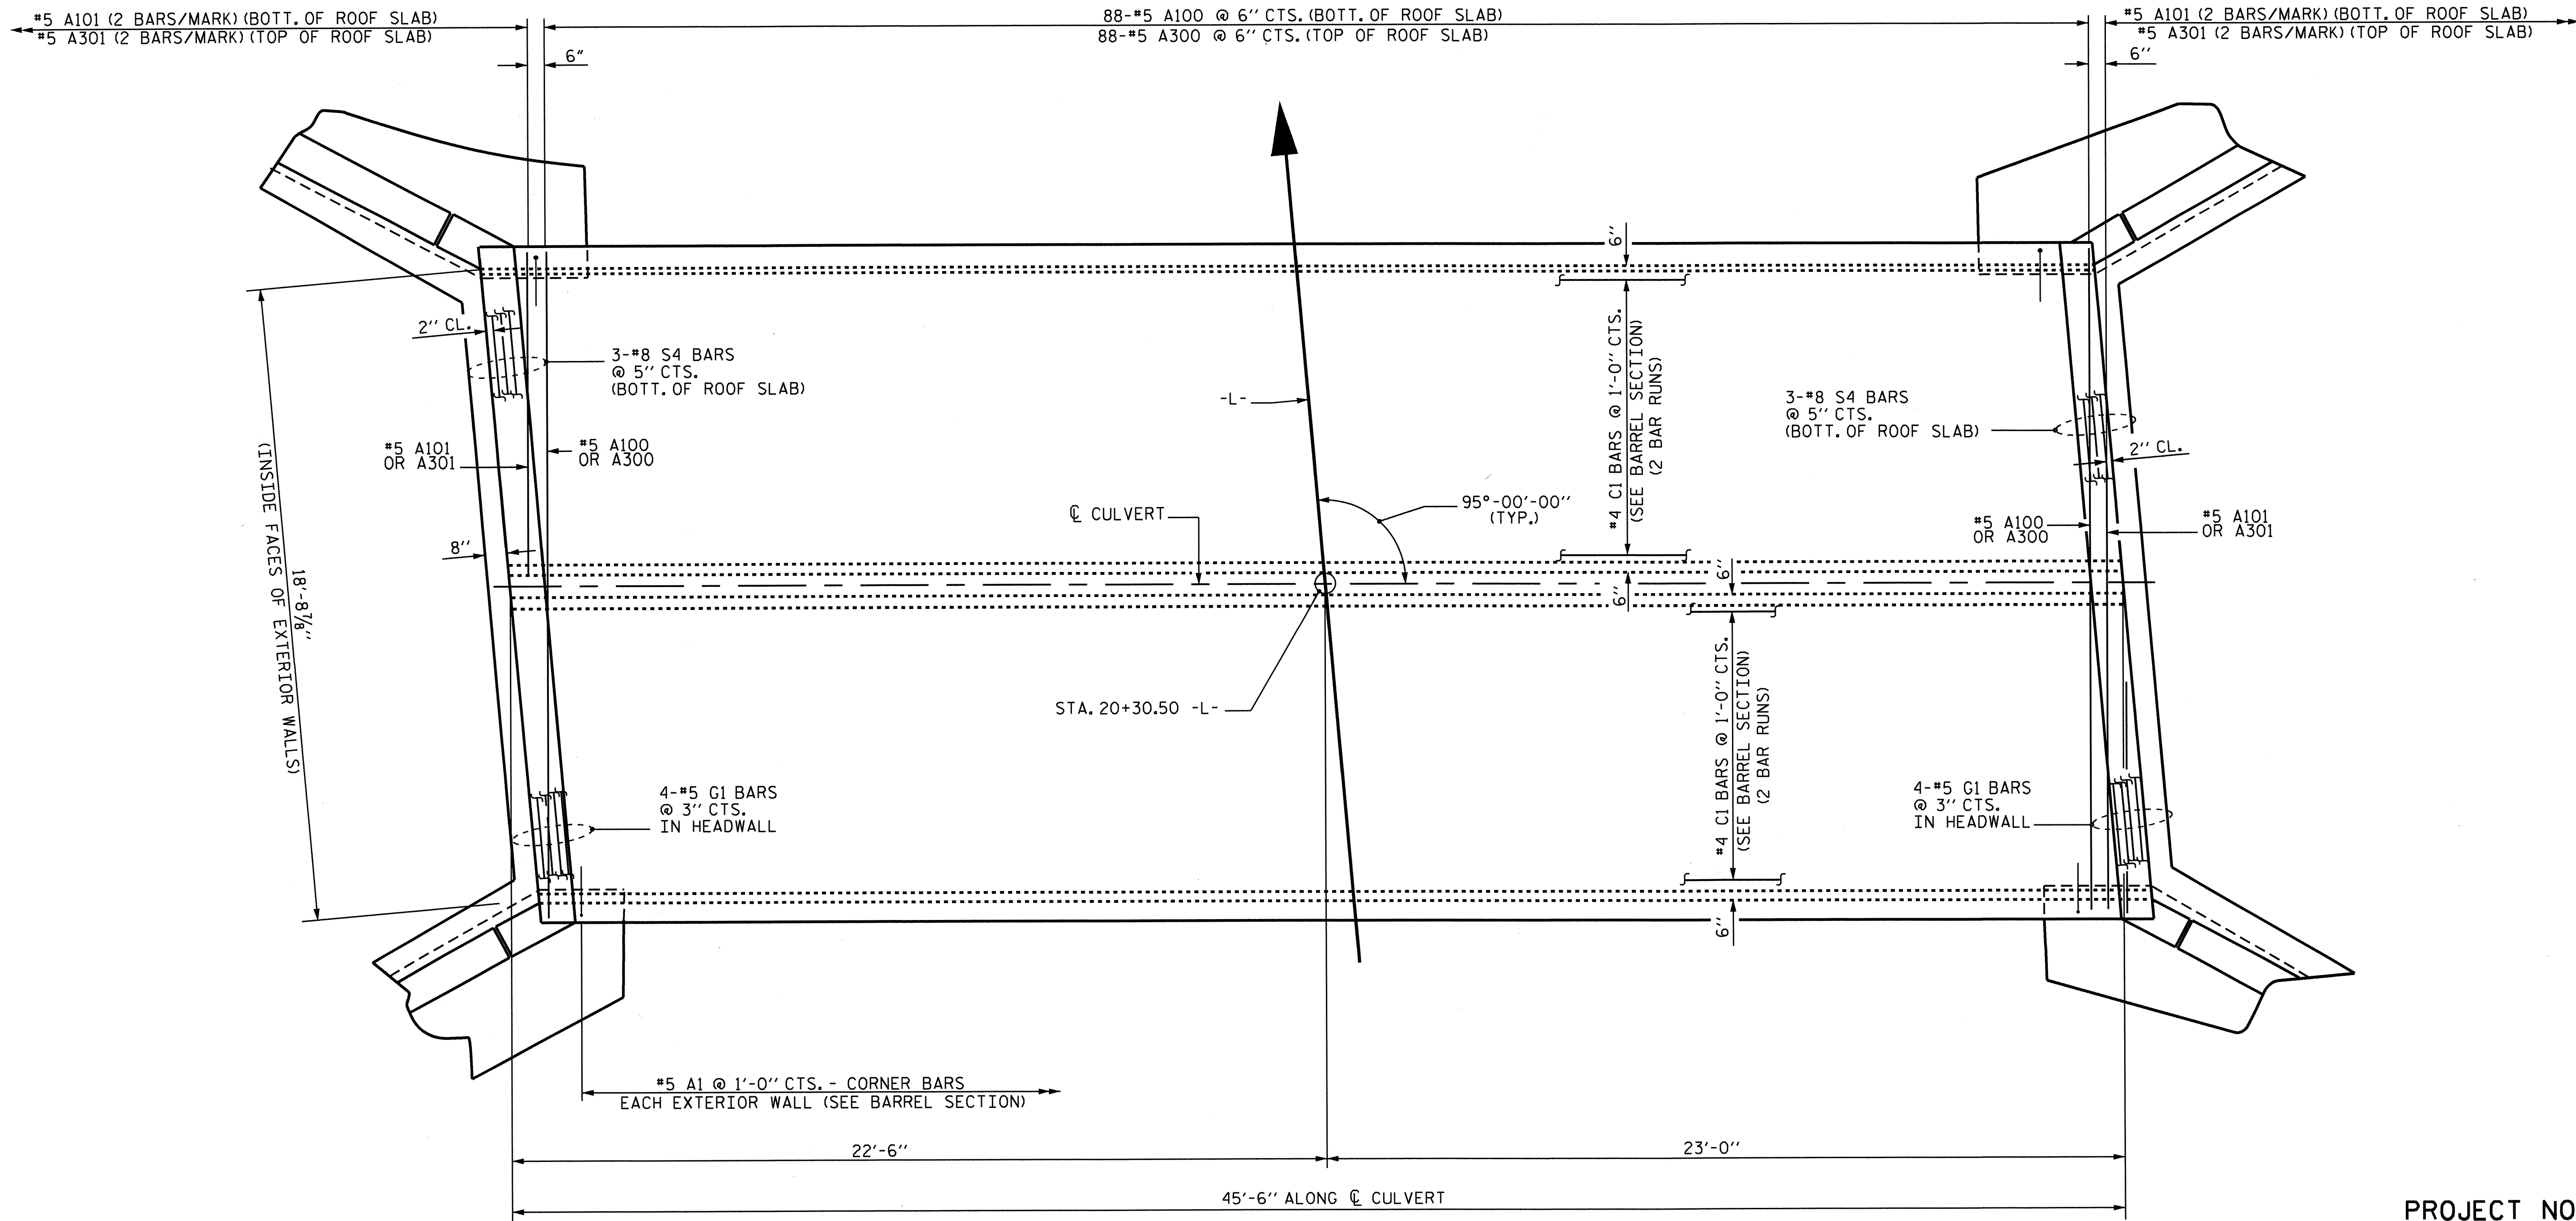 #5 A101 (2 BARS/MARK) (BOTT. OF ROOF SLAB)
#5 A301 (2 BARS/MARK) (TOP OF ROOF SLAB)
88-#5 A100 @ 6" CTS. (BOTT. OF ROOF SLAB)
88-#5 A300 @ 6" CTS. (TOP OF ROOF SLAB)
#5 A101 (2 BARS/MARK) (BOTT. OF ROOF SLAB)
#5 A301 (2 BARS/MARK) (TOP OF ROOF SLAB)
6"
6"
6"
2" CL.
3-#8 S4 BARS
@ 5" CTS.
(BOTT. OF ROOF SLAB)
-L-
#4 C1 BARS @ 1'-0" CTS.
(SEE BARREL SECTION)
(2 BAR RUNS)
3-#8 S4 BARS
@ 5" CTS.
(BOTT. OF ROOF SLAB)
2" CL.
#5 A101
OR A301
#5 A100
OR A300
℄ CULVERT
95°-00'-00"
(TYP.)
#5 A100
OR A300
#5 A101
OR A301
8"
6"
6"
18'-8⅞"
(INSIDE FACES OF EXTERIOR WALLS)
STA. 20+30.50 -L-
#4 C1 BARS @ 1'-0" CTS.
(SEE BARREL SECTION)
(2 BAR RUNS)
4-#5 G1 BARS
@ 3" CTS.
IN HEADWALL
4-#5 G1 BARS
@ 3" CTS.
IN HEADWALL
6"
#5 A1 @ 1'-0" CTS. - CORNER BARS
EACH EXTERIOR WALL (SEE BARREL SECTION)
22'-6"
23'-0"
45'-6" ALONG ℄ CULVERT
PROJECT NO